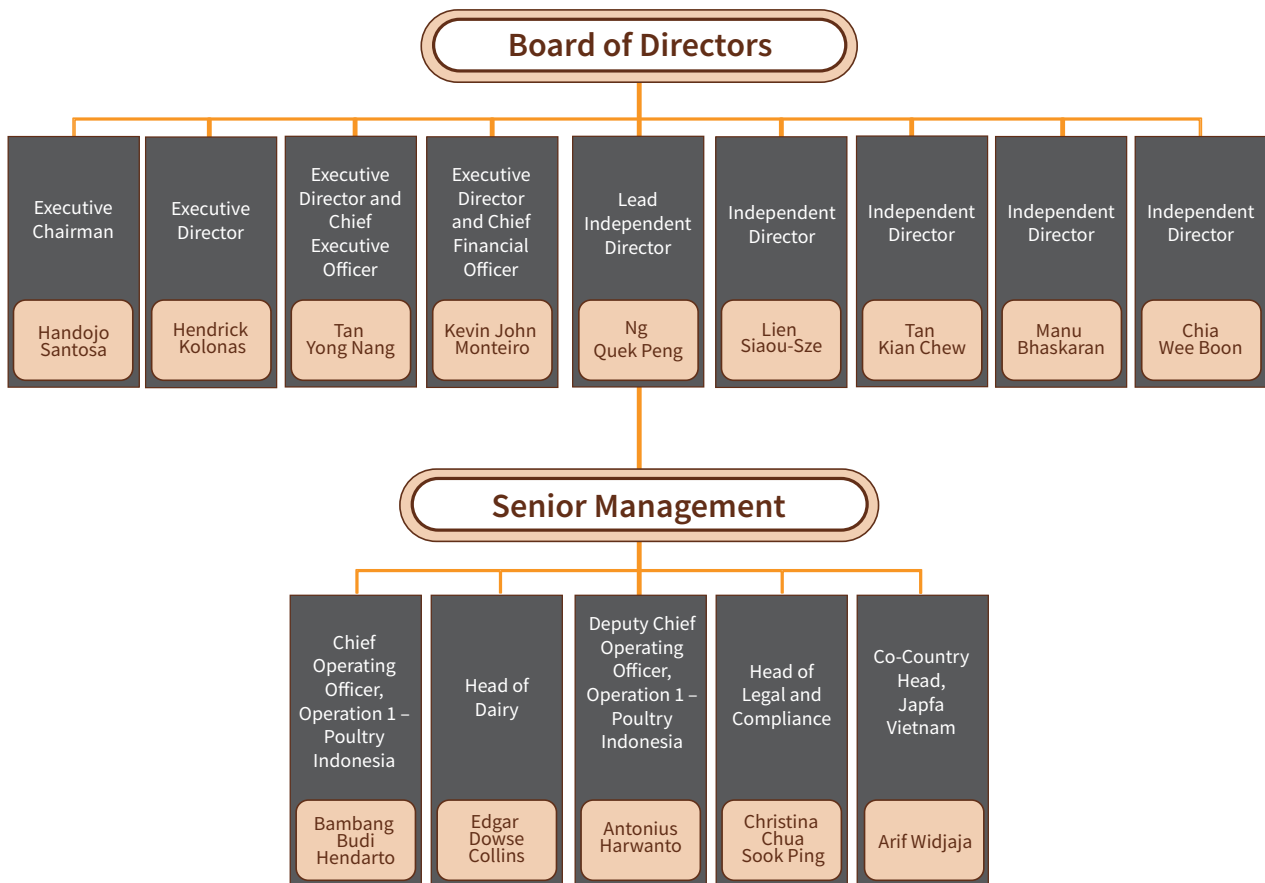 Board of Directors
Executive
Chairman
Handojo
Santosa
Executive
Director
Hendrick
Kolonas
Executive
Director and
Chief
Executive
Officer
Tan
Yong Nang
Executive
Director
and Chief
Financial
Officer
Kevin John
Monteiro
Lead
Independent
Director
Ng
Quek Peng
Independent
Director
Lien
Siaou-Sze
Independent
Director
Tan
Kian Chew
Independent
Director
Manu
Bhaskaran
Independent
Director
Chia
Wee Boon
Senior Management
Chief
Operating
Officer,
Operation 1 –
Poultry
Indonesia
Bambang
Budi
Hendarto
Head of
Dairy
Edgar
Dowse
Collins
Deputy Chief
Operating
Officer,
Operation 1 –
Poultry
Indonesia
Antonius
Harwanto
Head of
Legal and
Compliance
Christina
Chua
Sook Ping
Co-Country
Head,
Japfa
Vietnam
Arif Widjaja